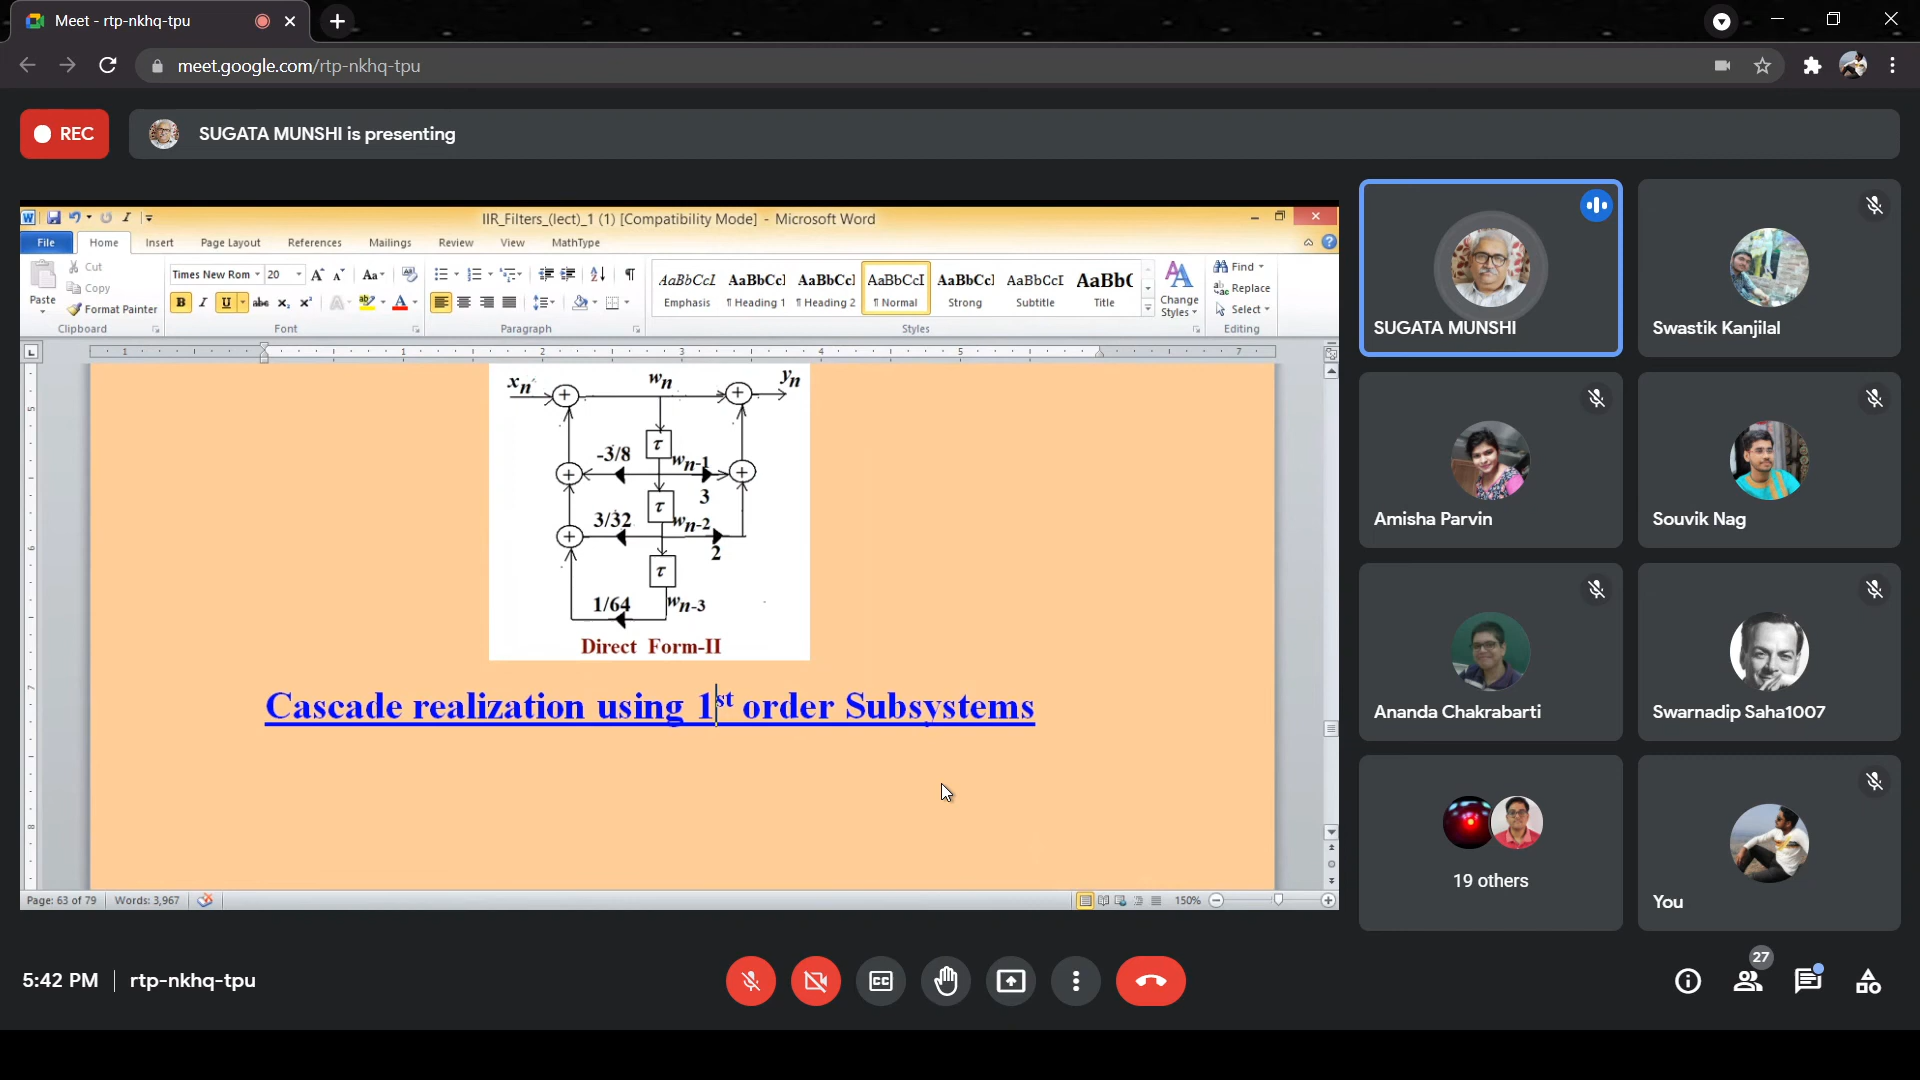 Meet - rtp-nkhq-tpu
meet.google.com/rtp-nkhq-tpu
REC
SUGATA MUNSHI is presenting
IIR_Filters_(lect)_1 (1) [Compatibility Mode] - Microsoft Word
File Home Insert Page Layout References Mailings Review View MathType
Paste
Cut
Copy
Format Painter
Clipboard
Times New Rom 20
Font
Paragraph
AaBbCcI AaBbCcI AaBbCcI AaBbCcI AaBbCcI AaBbCcI AaBbC
Emphasis ¶ Heading 1 ¶ Heading 2 ¶ Normal Strong Subtitle Title
Change Styles
Styles
Find
Replace
Select
Editing
xn wn yn
τ
-3/8 wn-1
3
τ
3/32 wn-2
2
τ
1/64 wn-3
Direct Form-II
Cascade realization using 1st order Subsystems
Page: 63 of 79 Words: 3,967 150%
SUGATA MUNSHI
Swastik Kanjilal
Amisha Parvin
Souvik Nag
Ananda Chakrabarti
Swarnadip Saha1007
19 others
You
5:42 PM rtp-nkhq-tpu
27